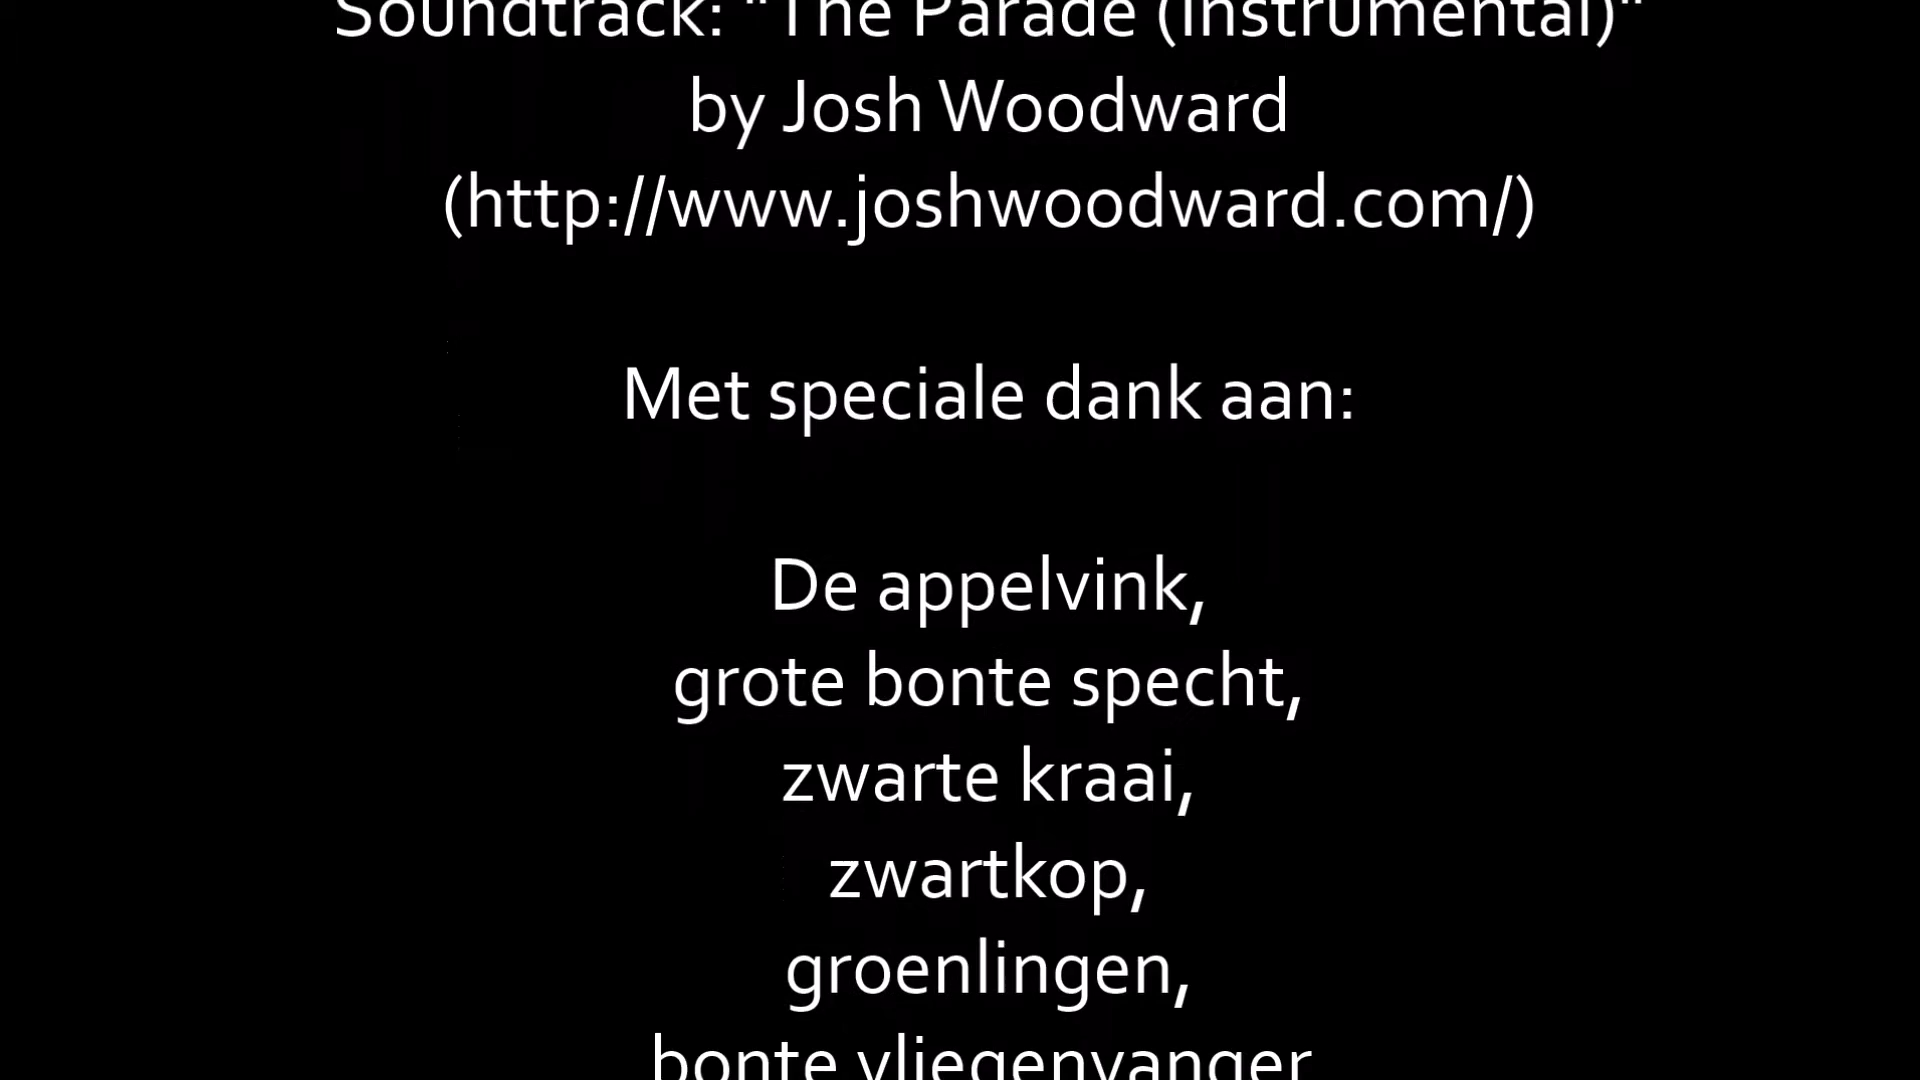 Soundtrack: "The Parade (Instrumental)"
by Josh Woodward
(http://www.joshwoodward.com/)
Met speciale dank aan:
De appelvink,
grote bonte specht,
zwarte kraai,
zwartkop,
groenlingen,
bonte vliegenvanger